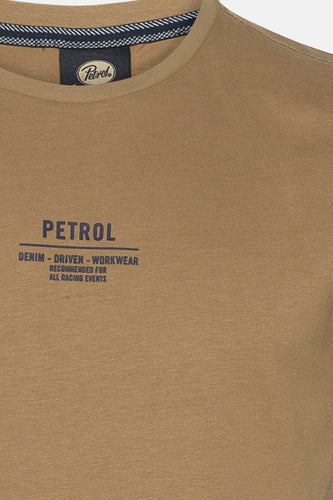 Petrol
PETROL
DENIM - DRIVEN - WORKWEAR
RECOMMENDED FOR
ALL RACING EVENTS